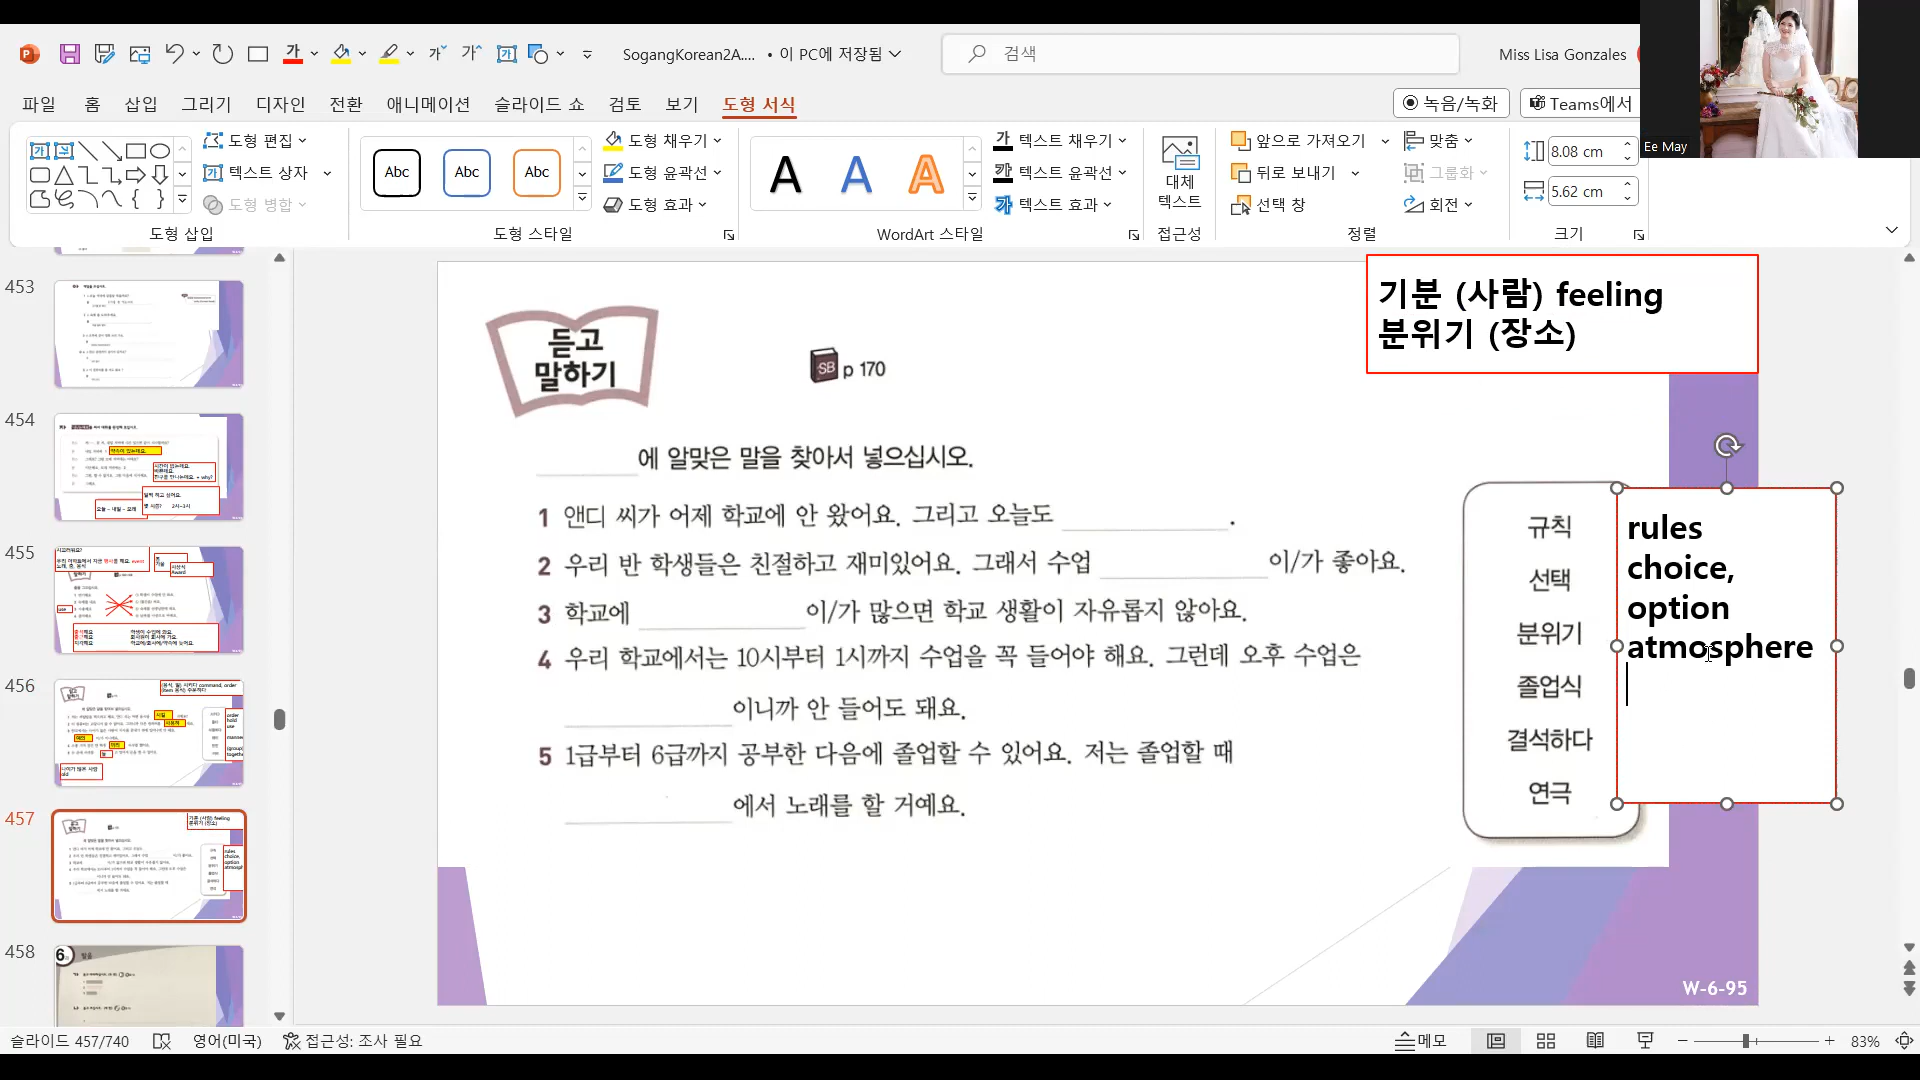 SogangKorean2A.... • 이 PC에 저장됨
검색
Miss Lisa Gonzales
Ee May
파일 홈 삽입 그리기 디자인 전환 애니메이션 슬라이드 쇼 검토 보기 도형 서식
녹음/녹화
Teams에서
도형 편집
텍스트 상자
도형 병합
도형 삽입
Abc Abc Abc
도형 채우기
도형 윤곽선
도형 효과
도형 스타일
A A A
텍스트 채우기
텍스트 윤곽선
텍스트 효과
WordArt 스타일
대체
텍스트
접근성
앞으로 가져오기
뒤로 보내기
선택 창
맞춤
그룹화
회전
정렬
8.08 cm
5.62 cm
크기
453
454
455
456
457
458
기분 (사람) feeling
분위기 (장소)
듣고
말하기
SB p 170
에 알맞은 말을 찾아서 넣으십시오.
1 앤디 씨가 어제 학교에 안 왔어요. 그리고 오늘도 .
2 우리 반 학생들은 친절하고 재미있어요. 그래서 수업 이/가 좋아요.
3 학교에 이/가 많으면 학교 생활이 자유롭지 않아요.
4 우리 학교에서는 10시부터 1시까지 수업을 꼭 들어야 해요. 그런데 오후 수업은
이니까 안 들어도 돼요.
5 1급부터 6급까지 공부한 다음에 졸업할 수 있어요. 저는 졸업할 때
에서 노래를 할 거예요.
규칙
선택
분위기
졸업식
결석하다
연극
rules
choice,
option
atmosphere
W-6-95
슬라이드 457/740 영어(미국) 접근성: 조사 필요
메모
83%